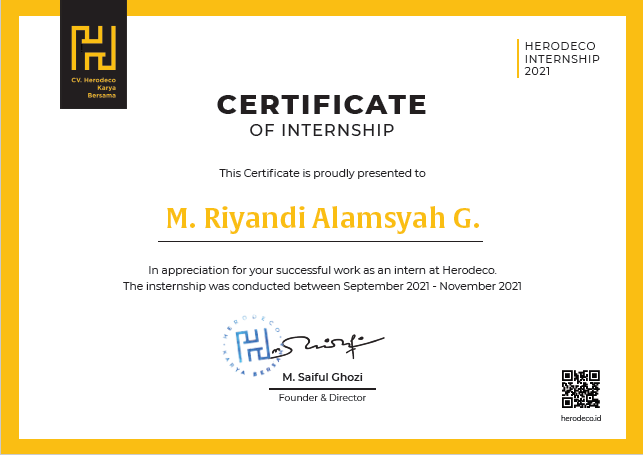 CV. Herodeco
Karya
Bersama
HERODECO
INTERNSHIP
2021
CERTIFICATE
OF INTERNSHIP
This Certificate is proudly presented to
M. Riyandi Alamsyah G.
In appreciation for your successful work as an intern at Herodeco.
The insternship was conducted between September 2021 - November 2021
HERODECO
KARYA BERSA
M. Saiful Ghozi
Founder & Director
herodeco.id